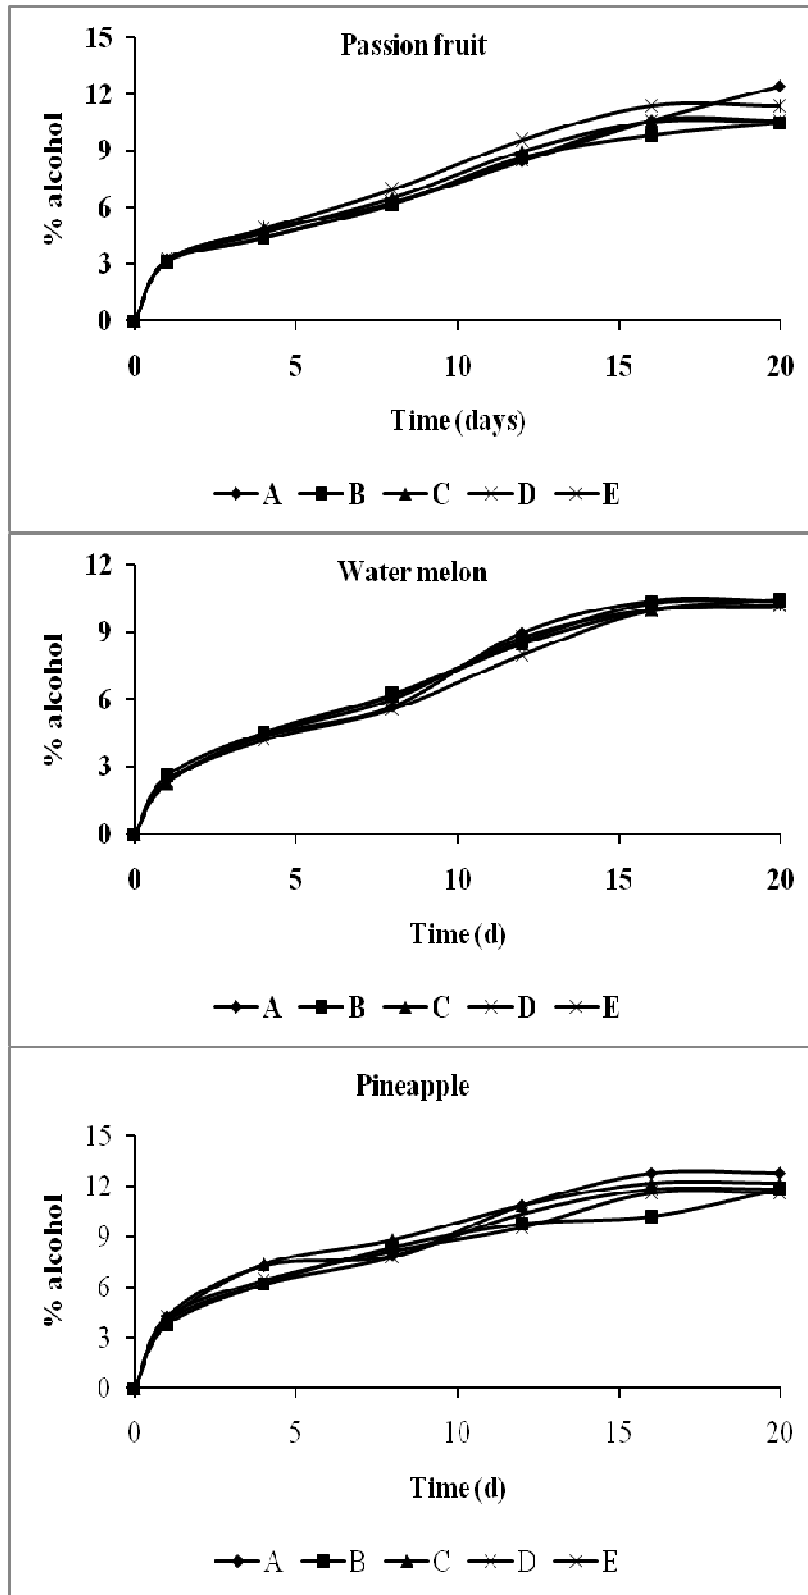 Passion fruit
15
12
9
6
3
0
% alcohol
0 5 10 15 20
Time (days)
A B C D E
Water melon
12
9
6
3
0
% alcohol
0 5 10 15 20
Time (d)
A B C D E
Pineapple
15
12
9
6
3
0
% alcohol
0 5 10 15 20
Time (d)
A B C D E